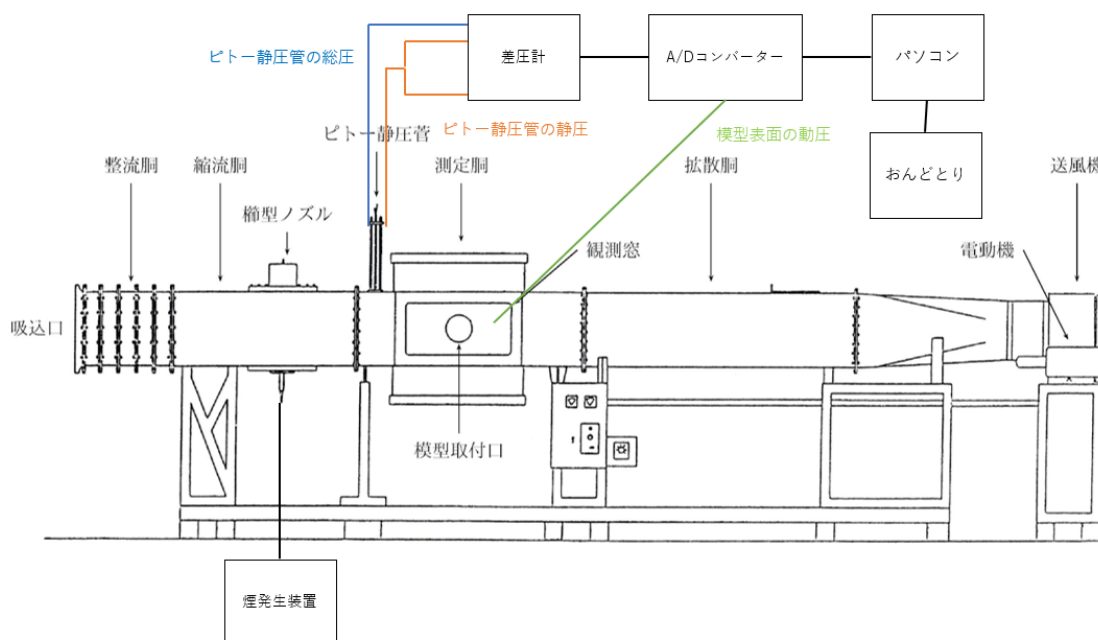 差圧計
A/Dコンバーター
パソコン
ピトー静圧管の総圧
ピトー静圧管の静圧
ピトー静圧菅
模型表面の動圧
おんどとり
整流胴
縮流胴
測定胴
拡散胴
送風機
櫛型ノズル
観測窓
電動機
吸込口
模型取付口
煙発生装置